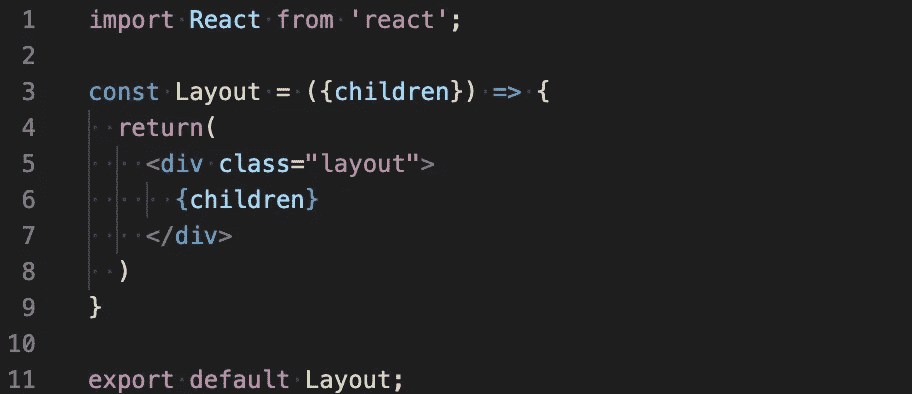 1 import React from 'react';
2
3 const Layout = ({children}) => {
4   return(
5     <div class="layout">
6       {children}
7     </div>
8   )
9 }
10
11 export default Layout;